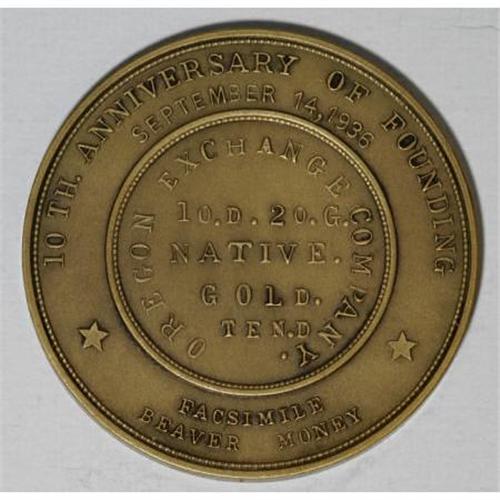 10 TH. ANNIVERSARY OF FOUNDING
SEPTEMBER 14, 1936
OREGON EXCHANGE COMPANY.
10.D. 20.G.
NATIVE.
GOLD.
TEN.D
FACSIMILE
BEAVER MONEY